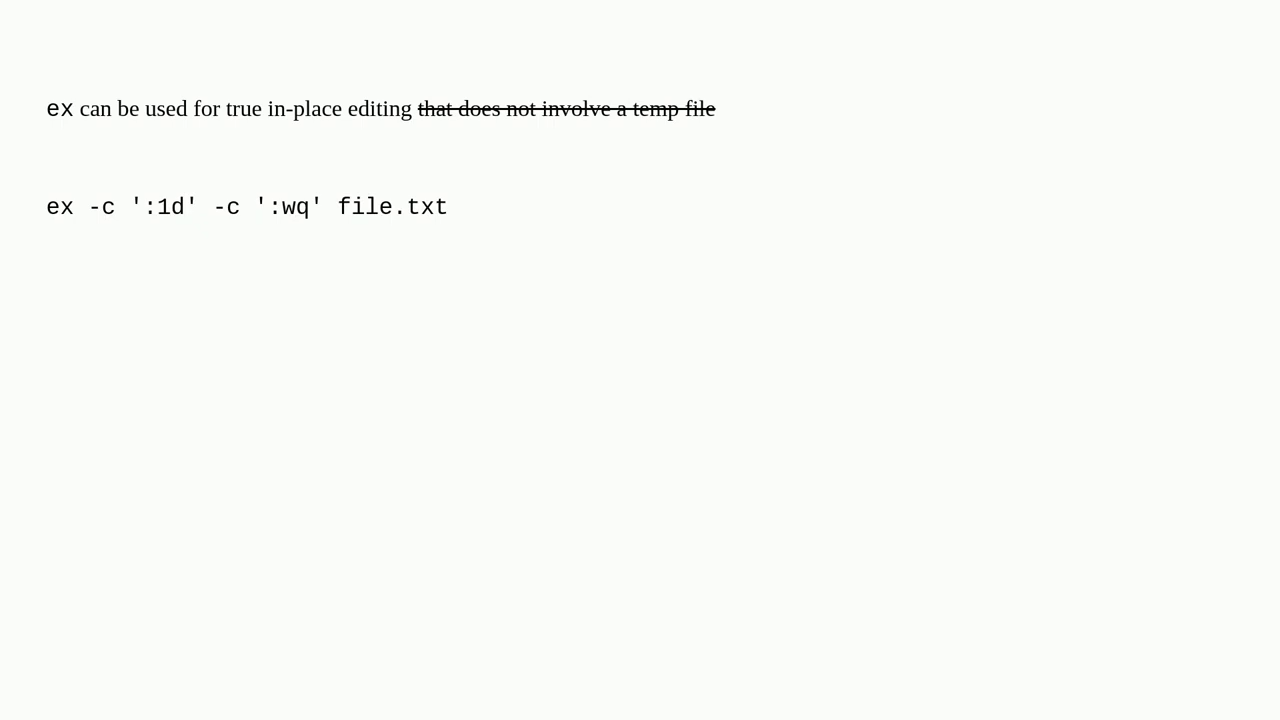 ex can be used for true in-place editing that does not involve a temp file
ex -c ':1d' -c ':wq' file.txt